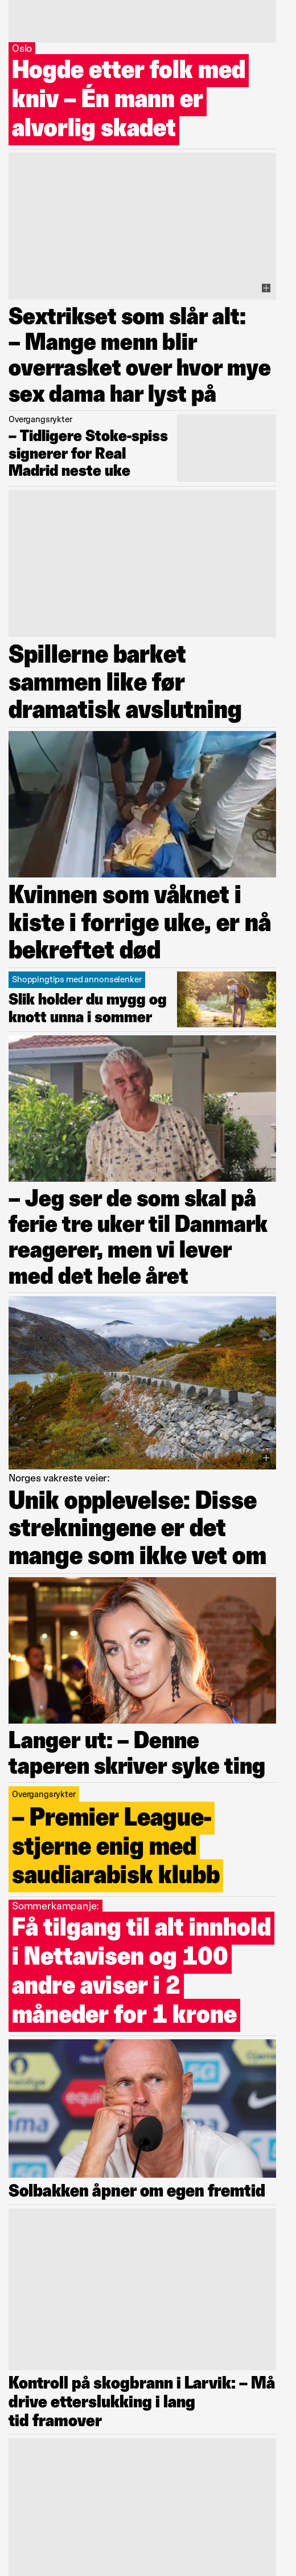 Oslo
Hogde etter folk med
kniv – Én mann er
alvorlig skadet
Sextrikset som slår alt:
– Mange menn blir
overrasket over hvor mye
sex dama har lyst på
Overgangsrykter
– Tidligere Stoke-spiss
signerer for Real
Madrid neste uke
Spillerne barket
sammen like før
dramatisk avslutning
Kvinnen som våknet i
kiste i forrige uke, er nå
bekreftet død
Shoppingtips med annonselenker
Slik holder du mygg og
knott unna i sommer
– Jeg ser de som skal på
ferie tre uker til Danmark
reagerer, men vi lever
med det hele året
Norges vakreste veier:
Unik opplevelse: Disse
strekningene er det
mange som ikke vet om
Langer ut: – Denne
taperen skriver syke ting
Overgangsrykter
– Premier League-
stjerne enig med
saudiarabisk klubb
Sommerkampanje:
Få tilgang til alt innhold
i Nettavisen og 100
andre aviser i 2
måneder for 1 krone
Solbakken åpner om egen fremtid
Kontroll på skogbrann i Larvik: – Må
drive etterslukking i lang
tid framover